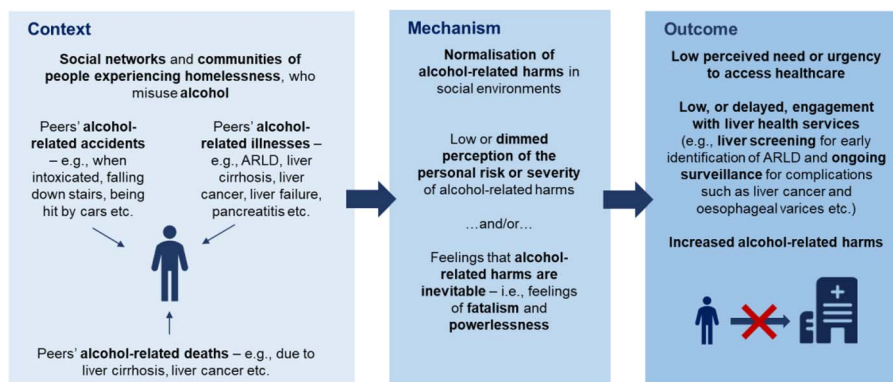 Context
Social networks and communities of
people experiencing homelessness, who
misuse alcohol
Peers' alcohol-
related accidents
– e.g., when
intoxicated, falling
down stairs, being
hit by cars etc.
Peers' alcohol-
related illnesses –
e.g., ARLD, liver
cirrhosis, liver
cancer, liver failure,
pancreatitis etc.
Peers' alcohol-related deaths – e.g., due to
liver cirrhosis, liver cancer etc.
Mechanism
Normalisation of
alcohol-related harms in
social environments
Low or dimmed
perception of the
personal risk or severity
of alcohol-related harms
…and/or…
Feelings that alcohol-
related harms are
inevitable – i.e., feelings
of fatalism and
powerlessness
Outcome
Low perceived need or urgency
to access healthcare
Low, or delayed, engagement
with liver health services
(e.g., liver screening for early
identification of ARLD and ongoing
surveillance for complications
such as liver cancer and
oesophageal varices etc.)
Increased alcohol-related harms